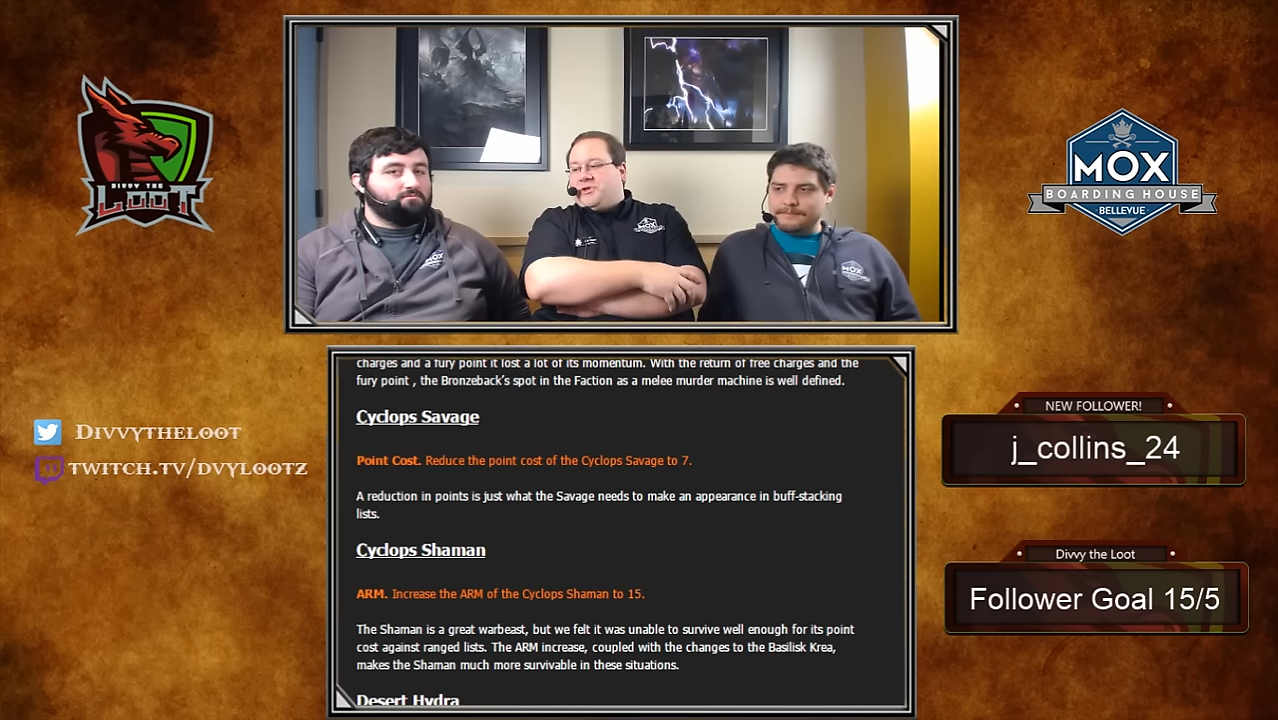 DIVVY THE
LOOT
MOX
BOARDING HOUSE
BELLEVUE
MOX
MOX
MOX
charges and a fury point it lost a lot of its momentum. With the return of free charges and the
fury point , the Bronzeback's spot in the Faction as a melee murder machine is well defined.
Cyclops Savage
Point Cost. Reduce the point cost of the Cyclops Savage to 7.
A reduction in points is just what the Savage needs to make an appearance in buff-stacking
lists.
Cyclops Shaman
ARM. Increase the ARM of the Cyclops Shaman to 15.
The Shaman is a great warbeast, but we felt it was unable to survive well enough for its point
cost against ranged lists. The ARM increase, coupled with the changes to the Basilisk Krea,
makes the Shaman much more survivable in these situations.
Desert Hydra
DIVVYTHELOOT
TWITCH.TV/DVYLOOTZ
NEW FOLLOWER!
j_collins_24
Divvy the Loot
Follower Goal 15/5